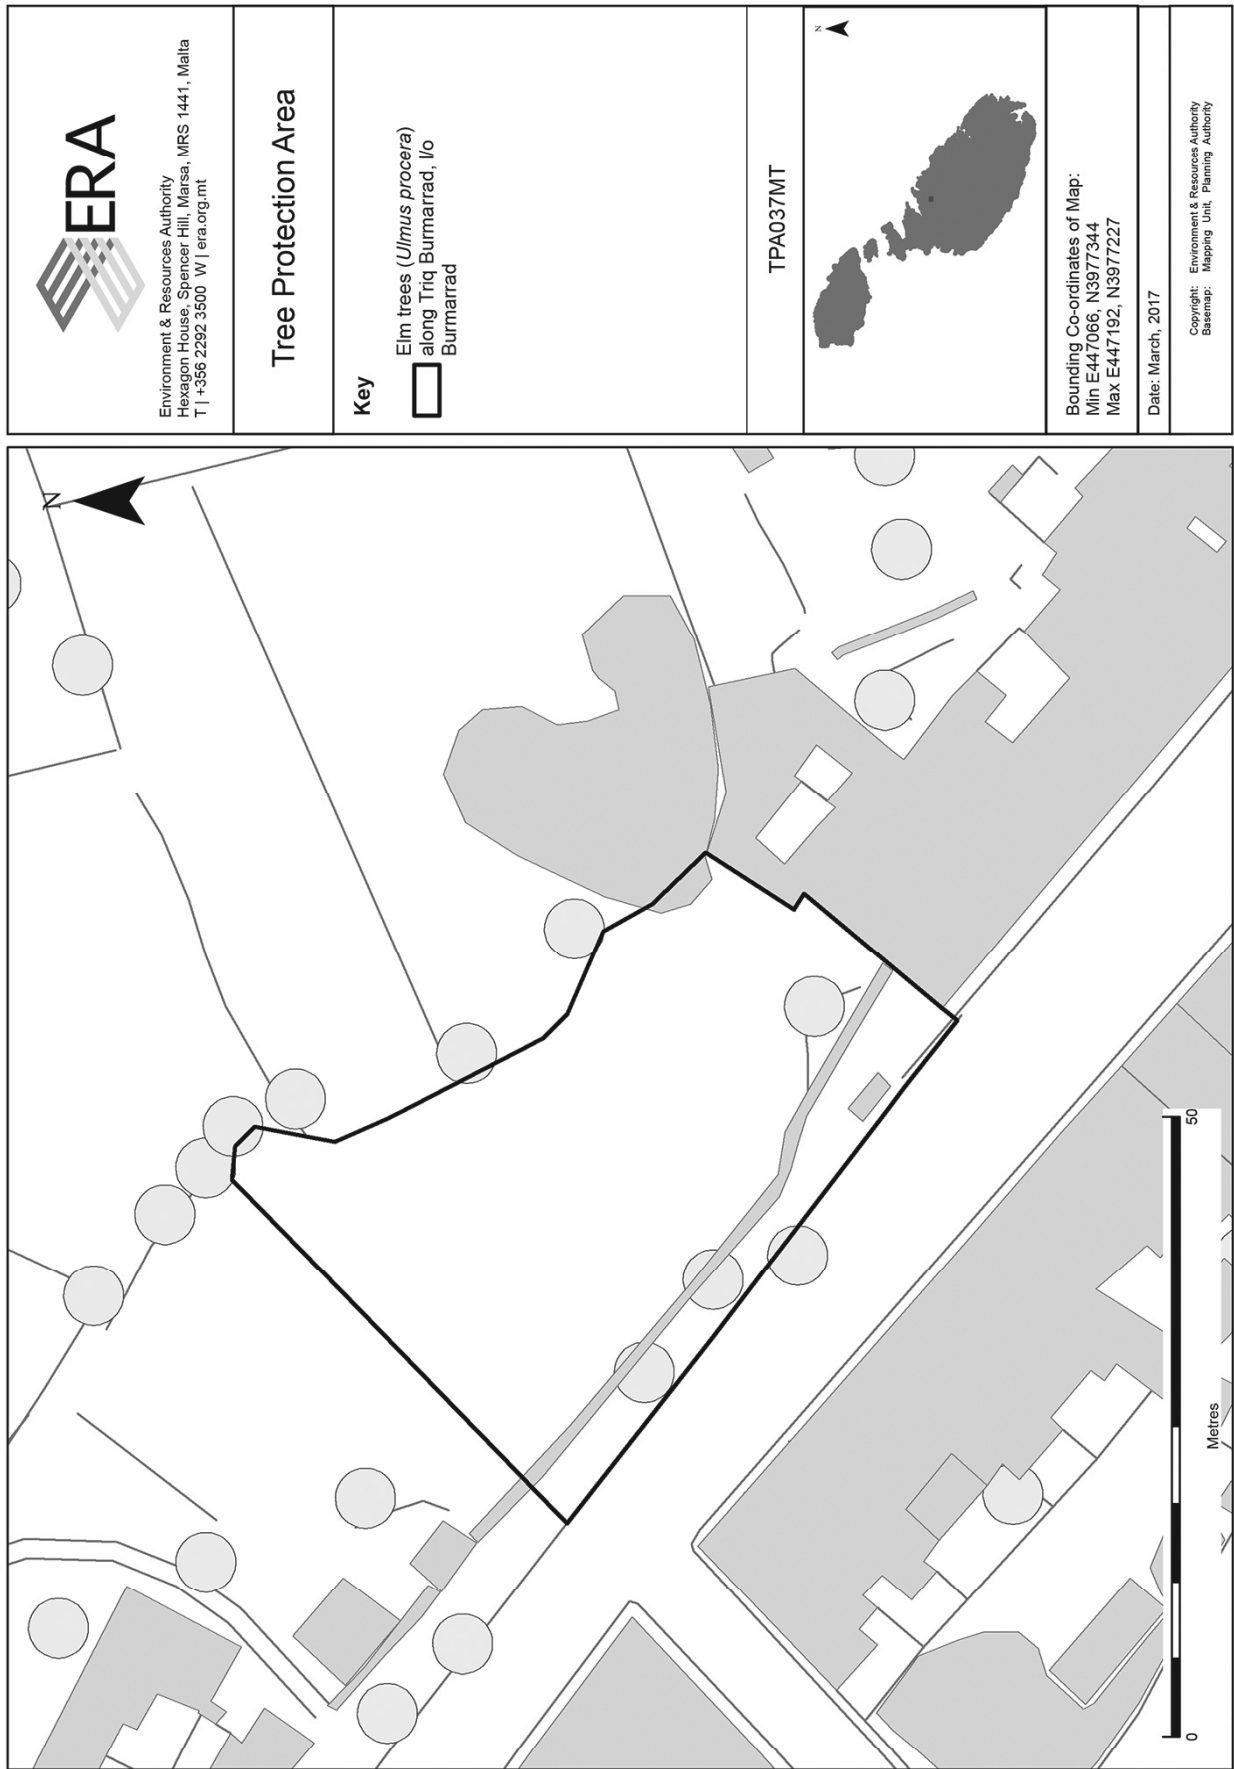 ERA
Environment & Resources Authority
Hexagon House, Spencer Hill, Marsa, MRS 1441, Malta
T | +356 2292 3500 W | era.org.mt
Tree Protection Area
Key
Elm trees (Ulmus procera)
along Triq Burmarrad, l/o
Burmarrad
TPA037MT
N
Bounding Co-ordinates of Map:
Min E447066, N3977344
Max E447192, N3977227
Date: March, 2017
Copyright: Environment & Resources Authority
Basemap: Mapping Unit, Planning Authority
N
0 50
Metres